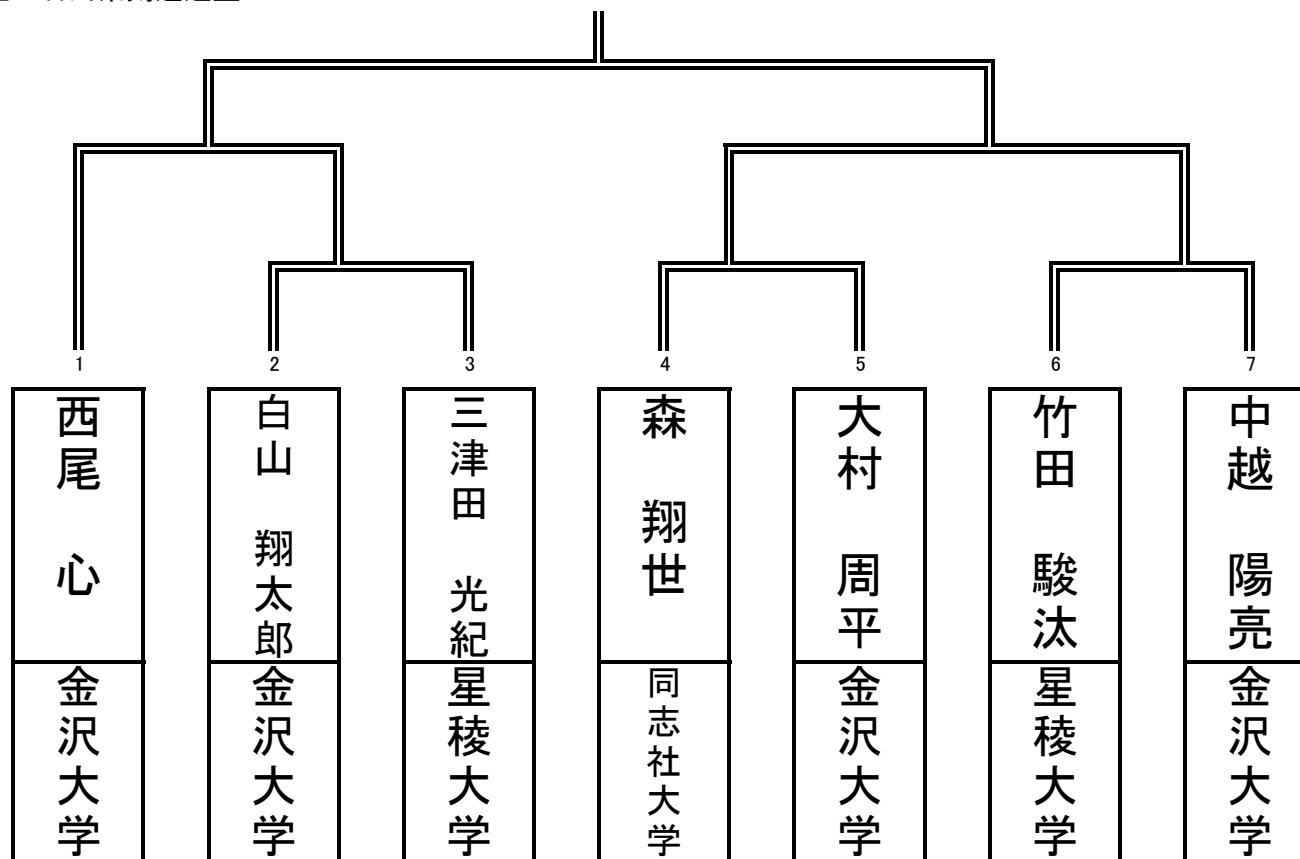 1
2
3
4
5
6
7
西尾 心
白山 翔太郎
三津田 光紀
森 翔世
大村 周平
竹田 駿汰
中越 陽亮
金沢大学
金沢大学
星稜大学
同志社大学
金沢大学
星稜大学
金沢大学